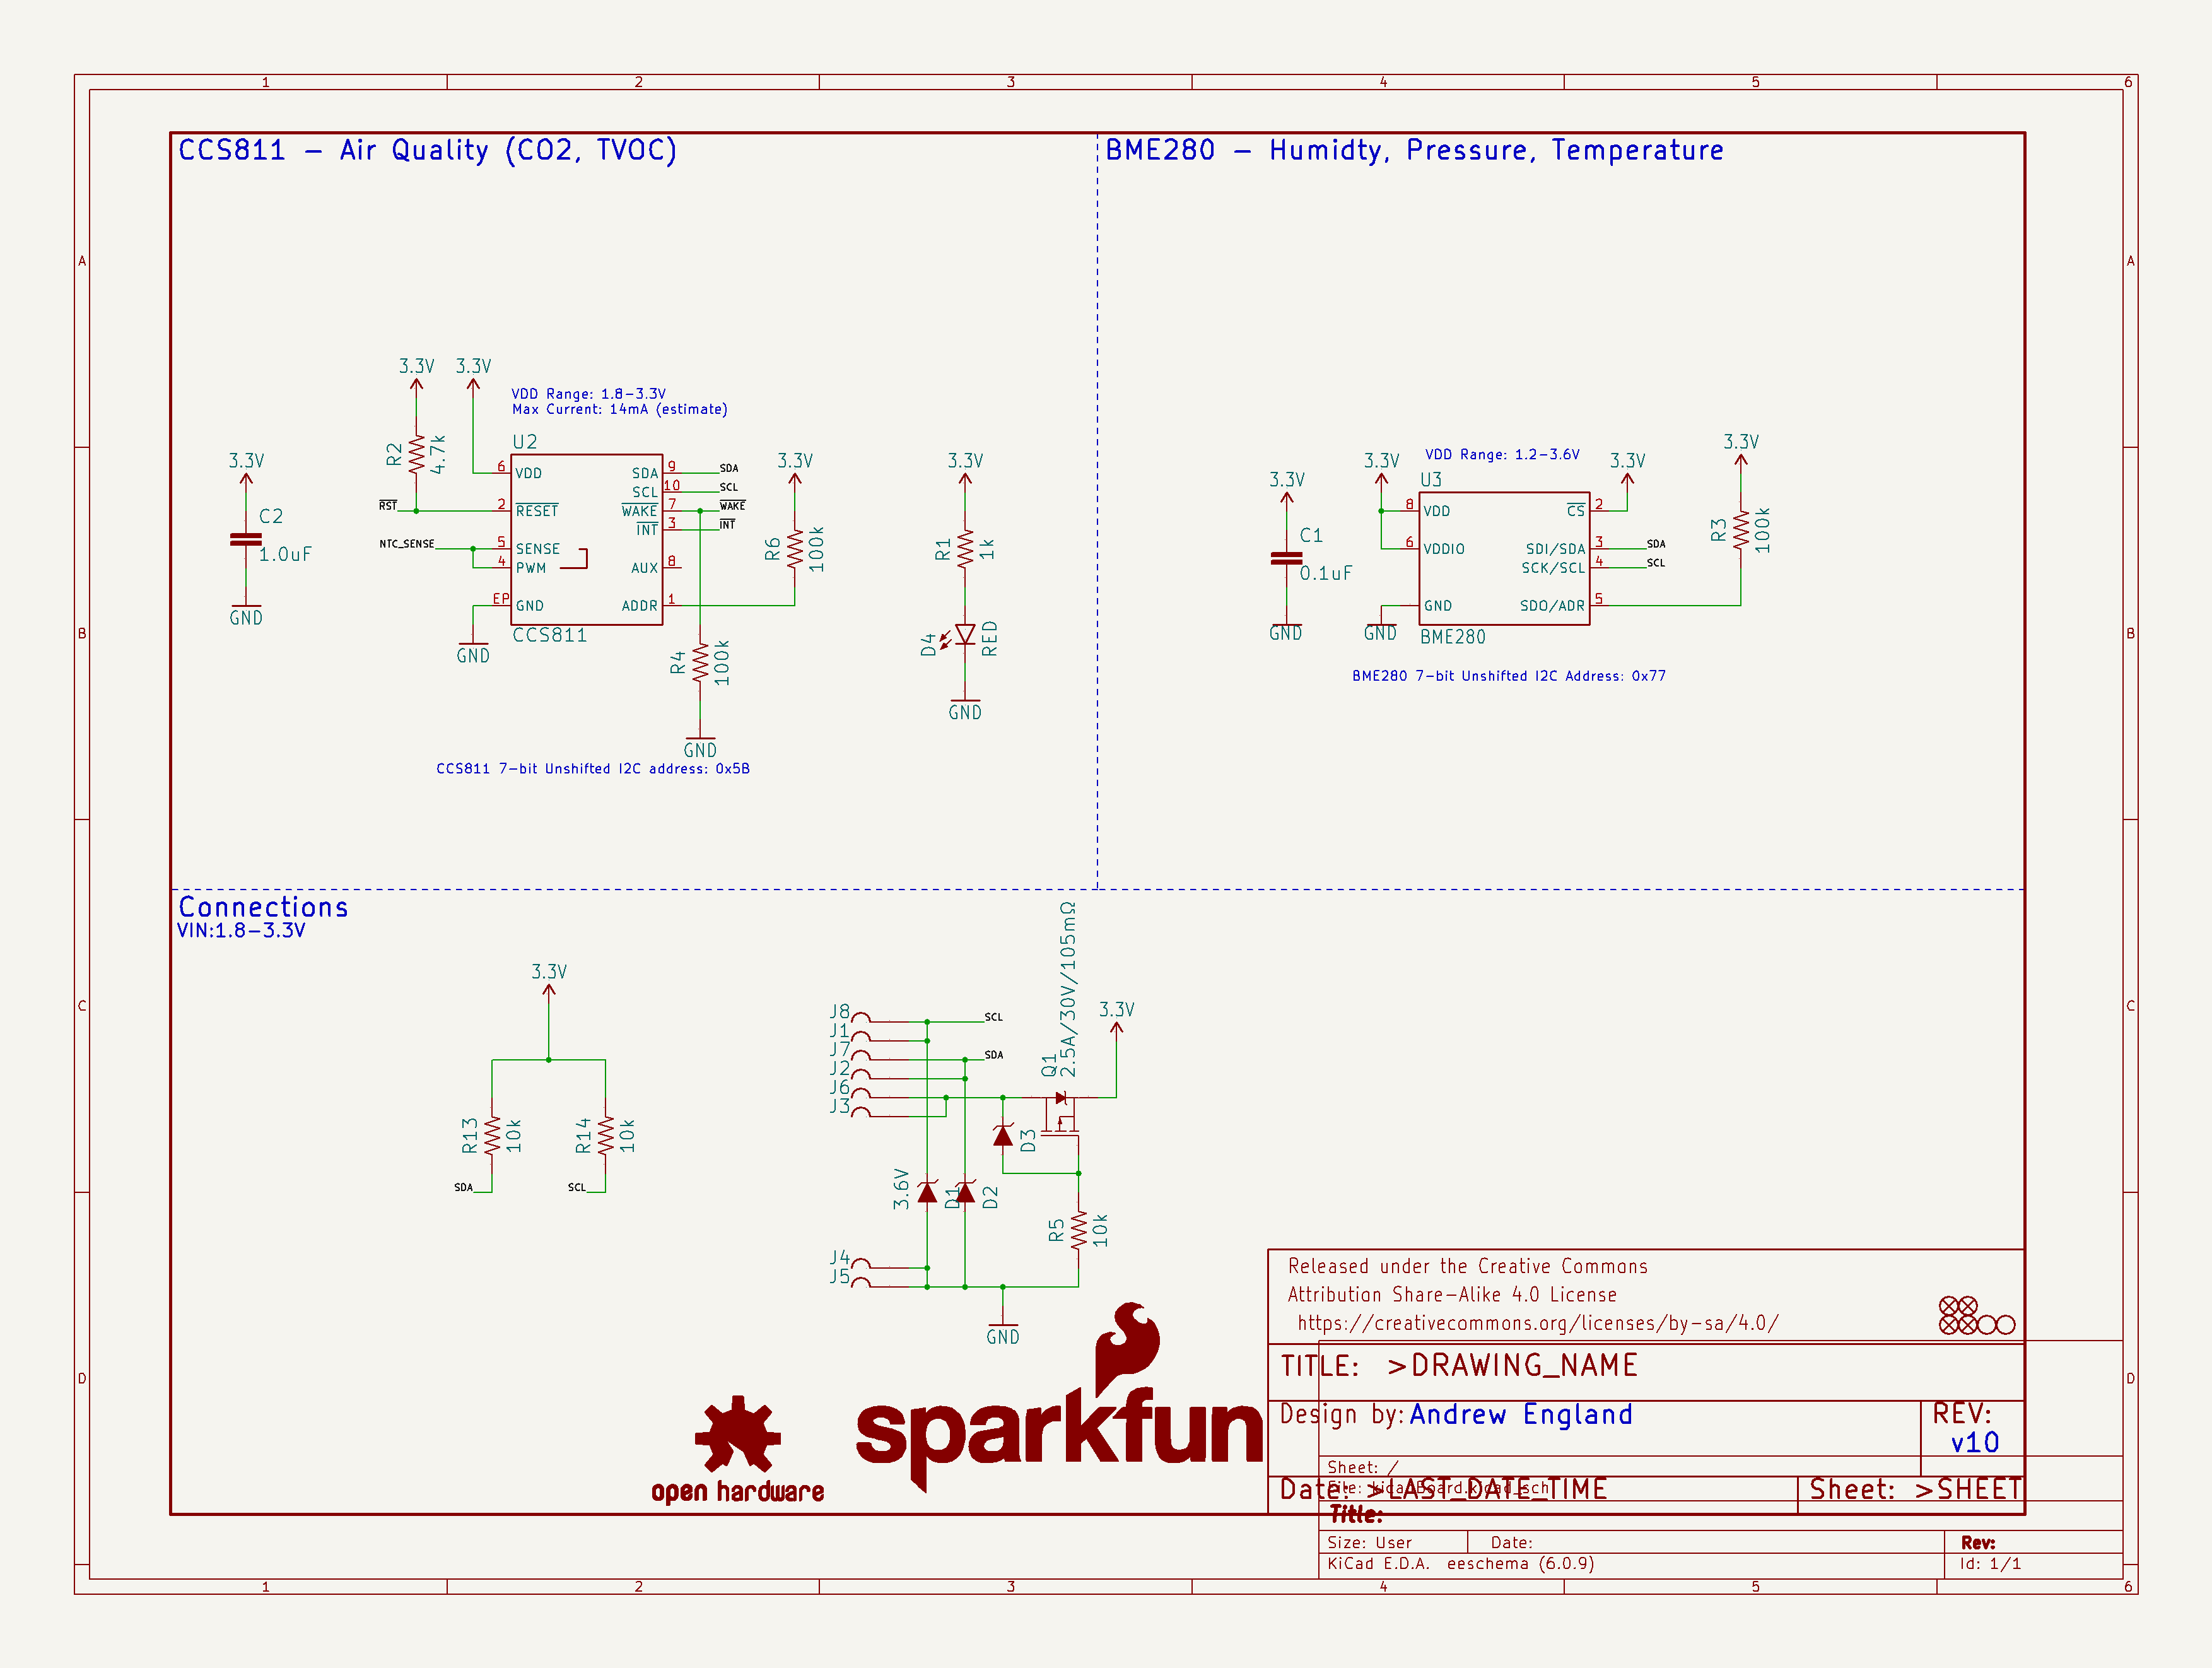 1 2 3 4 5 6
A A
B B
C C
D D
CCS811 – Air Quality (CO2, TVOC)
3.3V
C2
1.0uF
GND
3.3V
R2
4.7k
3.3V
VDD Range: 1.8–3.3V
Max Current: 14mA (estimate)
U2
6 VDD
RST
2 RESET
NTC_SENSE
5 SENSE
4 PWM
EP GND
GND
SDA 9 SDA
SCL 10 SCL
WAKE 7 WAKE
INT 3 INT
AUX 8
ADDR 1
CCS811
3.3V
R6
100k
R4
100k
GND
CCS811 7-bit Unshifted I2C address: 0x5B
3.3V
R1
1k
D4
RED
GND
BME280 – Humidty, Pressure, Temperature
3.3V
C1
0.1uF
GND
3.3V
VDD Range: 1.2-3.6V
U3
8 VDD
6 VDDIO
GND
GND
3.3V
CS 2
SDI/SDA 3 SDA
SCK/SCL 4 SCL
SDO/ADR 5
BME280
3.3V
R3
100k
BME280 7-bit Unshifted I2C Address: 0x77
Connections
VIN:1.8–3.3V
3.3V
R13
10k
R14
10k
SDA
SCL
J8
J1
J7
J2
J6
J3
SCL
SDA
Q1
2.5A/30V/105mΩ
3.3V
D3
3.6V
D1
D2
R5
10k
J4
J5
GND
open hardware
sparkfun
Released under the Creative Commons
Attribution Share-Alike 4.0 License
https://creativecommons.org/licenses/by-sa/4.0/
TITLE: >DRAWING_NAME
Design by: Andrew England
REV:
v10
Sheet: /
File: kicadBoard.kicad_sch
Date: >LAST_DATE_TIME
Sheet: >SHEET
Title:
Size: User Date: Rev:
KiCad E.D.A. eeschema (6.0.9) Id: 1/1
1 2 3 4 5 6